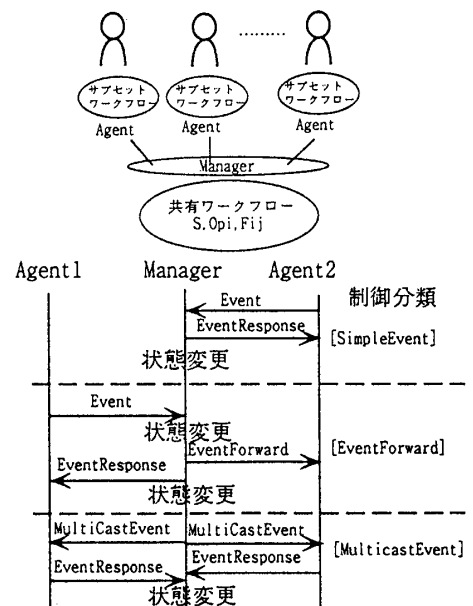 .........
サブセット サブセット サブセット
ワークフロー ワークフロー ワークフロー
Agent Agent Agent
Manager
共有ワークフロー
S,Opi,Fij
Agent1 Manager Agent2 制御分類
Event
EventResponse [SimpleEvent]
状態変更
Event
状態変更
EventForward [EventForward]
EventResponse
状態変更
MultiCastEvent MultiCastEvent
[MulticastEvent]
EventResponse EventResponse
状態変更